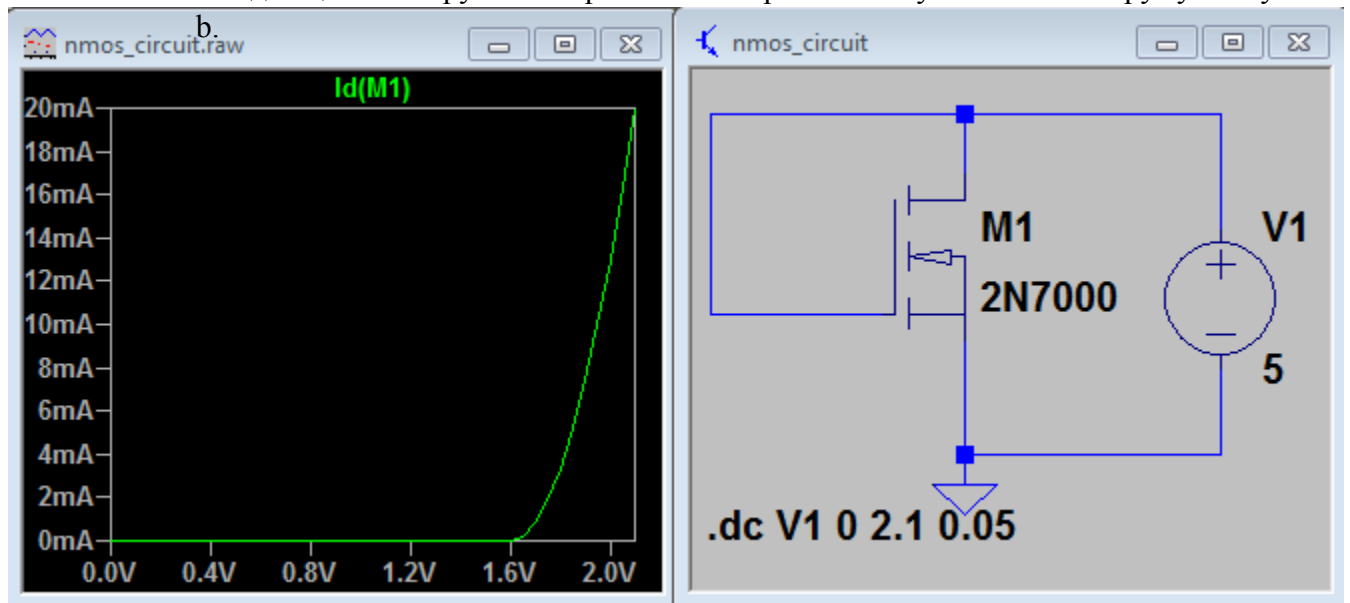 b.
nmos_circuit.raw
Id(M1)
20mA
18mA
16mA
14mA
12mA
10mA
8mA
6mA
4mA
2mA
0mA
0.0V 0.4V 0.8V 1.2V 1.6V 2.0V
nmos_circuit
M1
2N7000
V1
5
.dc V1 0 2.1 0.05